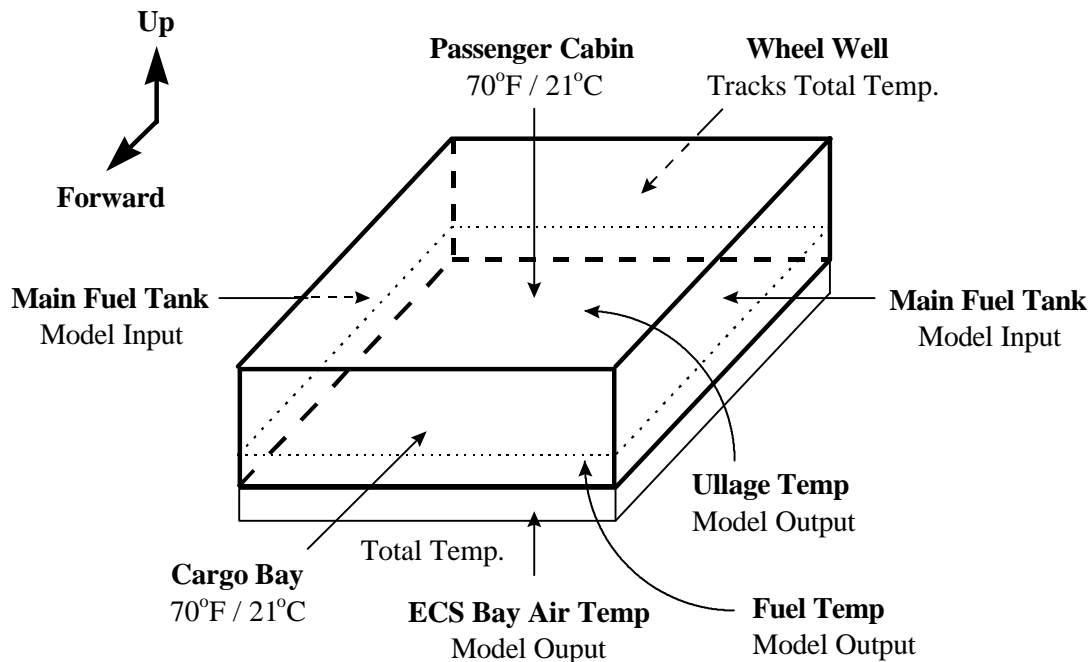 Up
Forward
Passenger Cabin
70°F / 21°C
Wheel Well
Tracks Total Temp.
Main Fuel Tank
Model Input
Main Fuel Tank
Model Input
Ullage Temp
Model Output
Total Temp.
Cargo Bay
70°F / 21°C
ECS Bay Air Temp
Model Ouput
Fuel Temp
Model Output